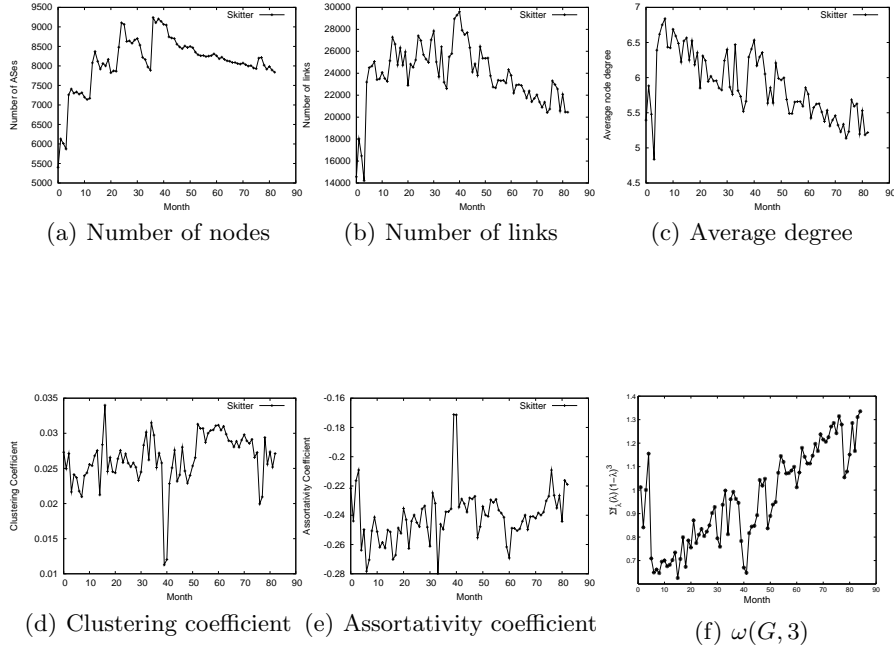 Skitter
Number of ASes
9500
9000
8500
8000
7500
7000
6500
6000
5500
5000
0 10 20 30 40 50 60 70 80 90
Month
(a) Number of nodes
Skitter
Number of links
30000
28000
26000
24000
22000
20000
18000
16000
14000
0 10 20 30 40 50 60 70 80 90
Month
(b) Number of links
Skitter
Average node degree
7
6.5
6
5.5
5
4.5
0 10 20 30 40 50 60 70 80 90
Month
(c) Average degree
Skitter
Clustering Coefficient
0.035
0.03
0.025
0.02
0.015
0.01
0 10 20 30 40 50 60 70 80 90
Month
(d) Clustering coefficient
Skitter
Assortativity Coefficient
-0.16
-0.18
-0.2
-0.22
-0.24
-0.26
-0.28
0 10 20 30 40 50 60 70 80 90
Month
(e) Assortativity coefficient
1.4
1.3
1.2
1.1
1.0
0.9
0.8
0.7
0.6
0 10 20 30 40 50 60 70 80 90
Month
(f) ω(G, 3)